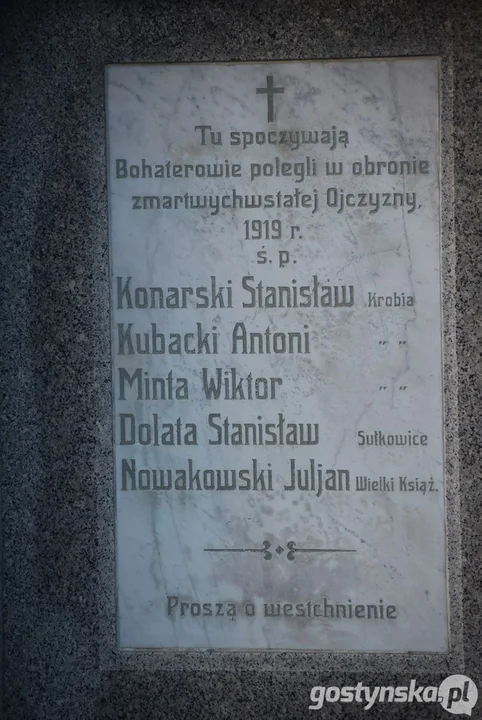 Tu spoczywają
Bohaterowie polegli w obronie
zmartwychwstałej Ojczyzny,
1919 r.
ś. p.
Konarski Stanisław Krobia
Kubacki Antoni „ „
Minta Wiktor „ „
Dolata Stanisław Sułkowice
Nowakowski Juljan Wielki Książ.
Proszą o westchnienie
gostynska.pl